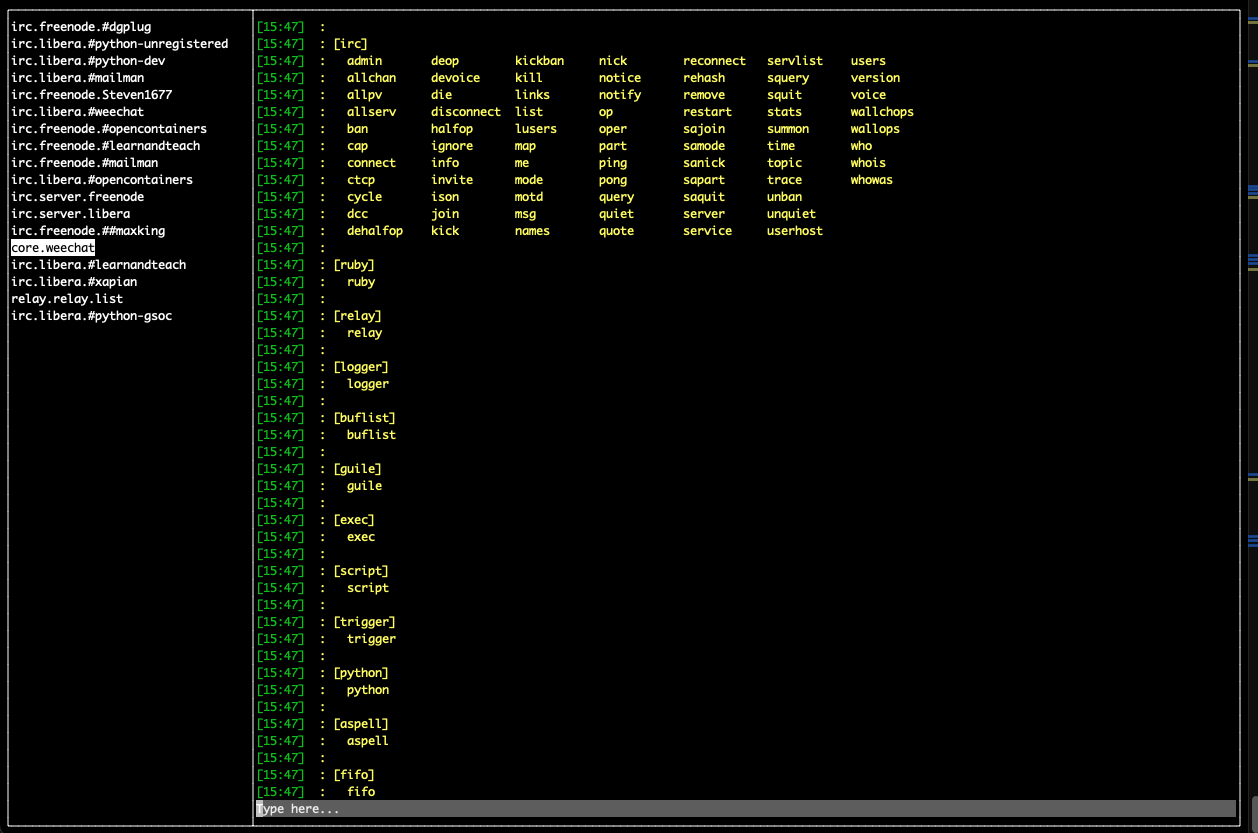 irc.freenode.#dgplug
irc.libera.#python-unregistered
irc.libera.#python-dev
irc.libera.#mailman
irc.freenode.Steven1677
irc.libera.#weechat
irc.freenode.#opencontainers
irc.freenode.#learnandteach
irc.freenode.#mailman
irc.libera.#opencontainers
irc.server.freenode
irc.server.libera
irc.freenode.##maxking
core.weechat
irc.libera.#learnandteach
irc.libera.#xapian
relay.relay.list
irc.libera.#python-gsoc
[15:47] :
[15:47] : [irc]
[15:47] : admin deop kickban nick reconnect servlist users
[15:47] : allchan devoice kill notice rehash squery version
[15:47] : allpv die links notify remove squit voice
[15:47] : allserv disconnect list op restart stats wallchops
[15:47] : ban halfop lusers oper sajoin summon wallops
[15:47] : cap ignore map part samode time who
[15:47] : connect info me ping sanick topic whois
[15:47] : ctcp invite mode pong sapart trace whowas
[15:47] : cycle ison motd query saquit unban
[15:47] : dcc join msg quiet server unquiet
[15:47] : dehalfop kick names quote service userhost
[15:47] :
[15:47] : [ruby]
[15:47] : ruby
[15:47] :
[15:47] : [relay]
[15:47] : relay
[15:47] :
[15:47] : [logger]
[15:47] : logger
[15:47] :
[15:47] : [buflist]
[15:47] : buflist
[15:47] :
[15:47] : [guile]
[15:47] : guile
[15:47] :
[15:47] : [exec]
[15:47] : exec
[15:47] :
[15:47] : [script]
[15:47] : script
[15:47] :
[15:47] : [trigger]
[15:47] : trigger
[15:47] :
[15:47] : [python]
[15:47] : python
[15:47] :
[15:47] : [aspell]
[15:47] : aspell
[15:47] :
[15:47] : [fifo]
[15:47] : fifo
Type here...